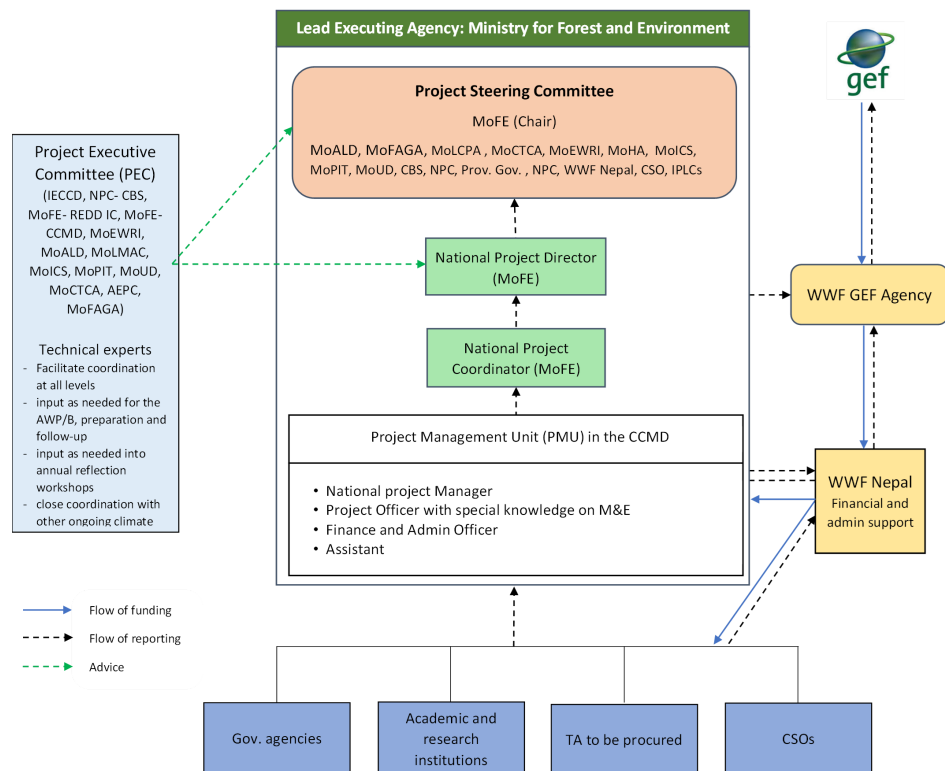 Lead Executing Agency: Ministry for Forest and Environment
gef
Project Steering Committee
MoFE (Chair)
MoALD, MoFAGA, MoLCPA , MoCTCA, MoEWRI, MoHA, MoICS,
MoPIT, MoUD, CBS, NPC, Prov. Gov. , NPC, WWF Nepal, CSO, IPLCs
Project Executive
Committee (PEC)
(IECCD, NPC- CBS,
MoFE- REDD IC, MoFE-
CCMD, MoEWRI,
MoALD, MoLMAC,
MoICS, MoPIT, MoUD,
MoCTCA, AEPC,
MoFAGA)
Technical experts
- Facilitate coordination
at all levels
- input as needed for the
AWP/B, preparation and
follow-up
- input as needed into
annual reflection
workshops
- close coordination with
other ongoing climate
National Project Director
(MoFE)
WWF GEF Agency
National Project
Coordinator (MoFE)
Project Management Unit (PMU) in the CCMD
• National project Manager
• Project Officer with special knowledge on M&E
• Finance and Admin Officer
• Assistant
WWF Nepal
Financial and
admin support
Flow of funding
Flow of reporting
Advice
Gov. agencies
Academic and
research
institutions
TA to be procured
CSOs